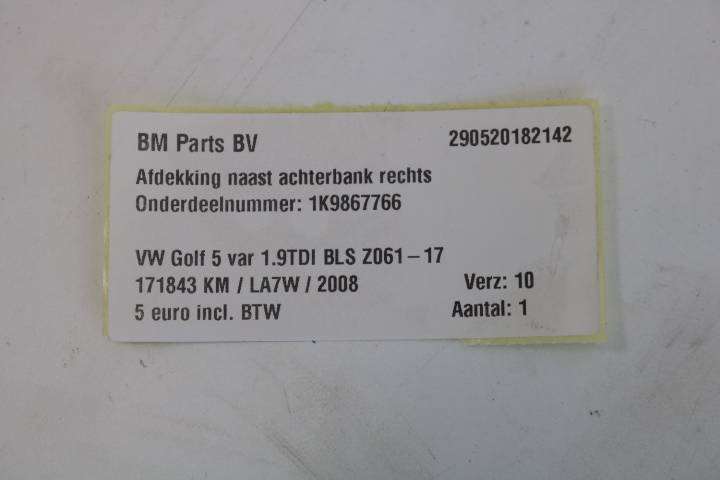 BM Parts BV 290520182142
Afdekking naast achterbank rechts
Onderdeelnummer: 1K9867766
VW Golf 5 var 1.9TDI BLS Z061-17
171843 KM / LA7W / 2008 Verz: 10
5 euro incl. BTW Aantal: 1